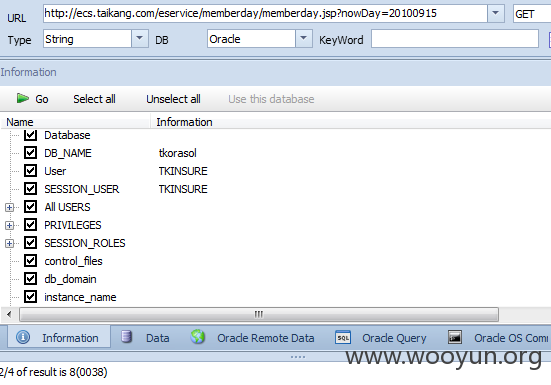 URL http://ecs.taikang.com/eservice/memberday/memberday.jsp?nowDay=20100915 GET
Type String DB Oracle KeyWord
Information
Go Select all Unselect all Use this database
Name Information
Database
DB_NAME tkorasol
User TKINSURE
SESSION_USER TKINSURE
All USERS
PRIVILEGES
SESSION_ROLES
control_files
db_domain
instance_name
Information Data Oracle Remote Data Oracle Query Oracle OS Com
www.wooyun.org
2/4 of result is 8(0038)